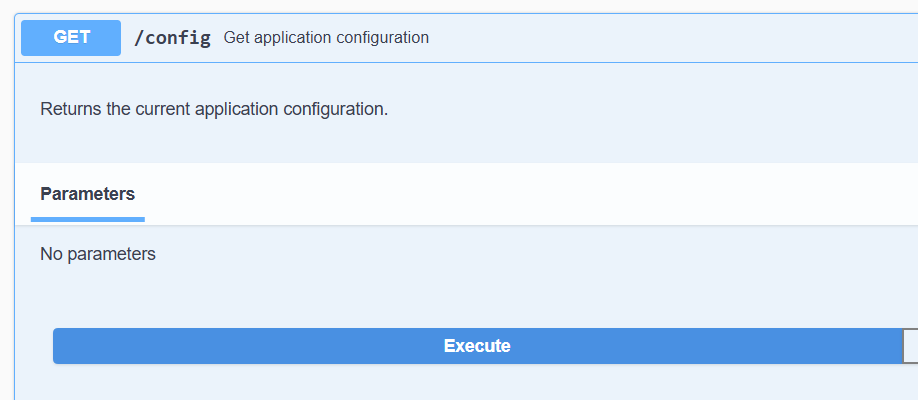 GET /config Get application configuration
Returns the current application configuration.
Parameters
No parameters
Execute